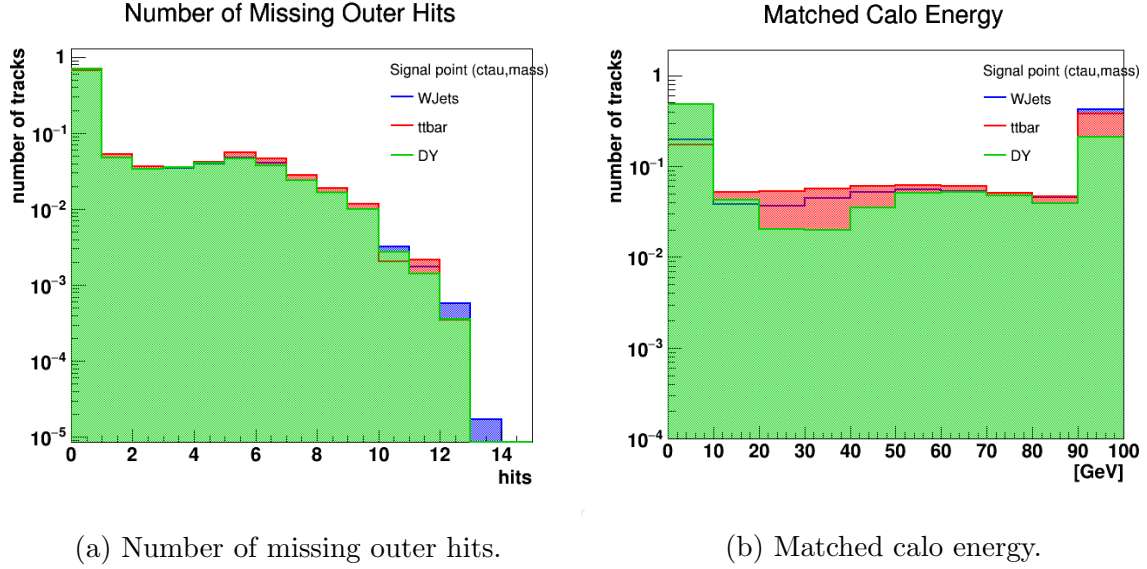 Number of Missing Outer Hits
number of tracks
1
10−1
10−2
10−3
10−4
10−5
Signal point (ctau,mass)
WJets
ttbar
DY
0 2 4 6 8 10 12 14
hits
(a) Number of missing outer hits.
Matched Calo Energy
number of tracks
1
10−1
10−2
10−3
10−4
Signal point (ctau,mass)
WJets
ttbar
DY
0 10 20 30 40 50 60 70 80 90 100
[GeV]
(b) Matched calo energy.